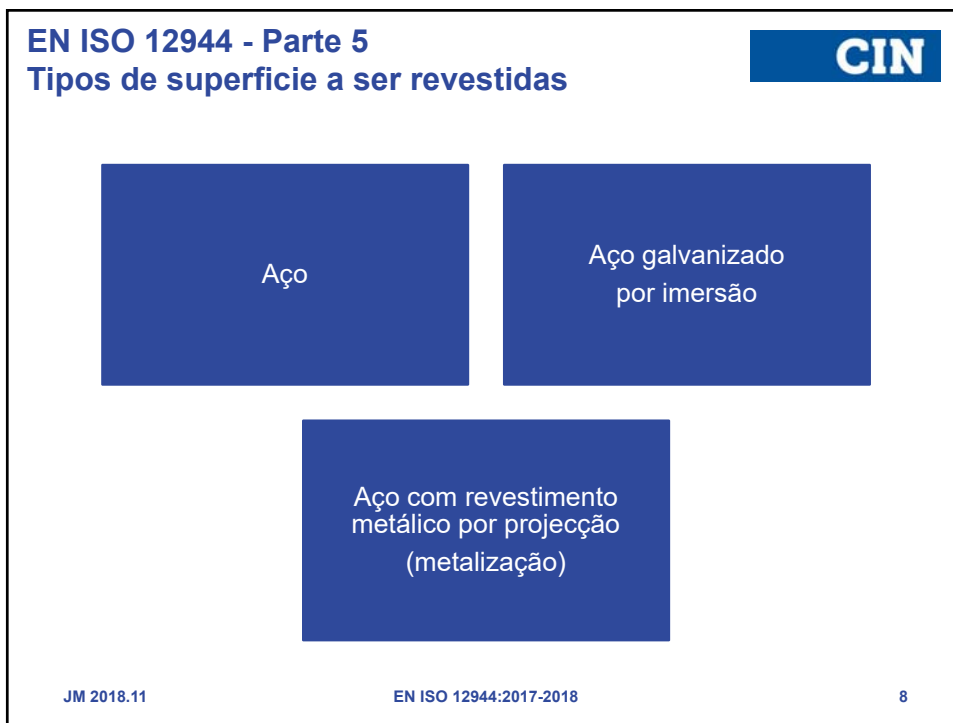 EN ISO 12944 - Parte 5
Tipos de superficie a ser revestidas
CIN
Aço
Aço galvanizado
por imersão
Aço com revestimento
metálico por projecção
(metalização)
JM 2018.11
EN ISO 12944:2017-2018
8